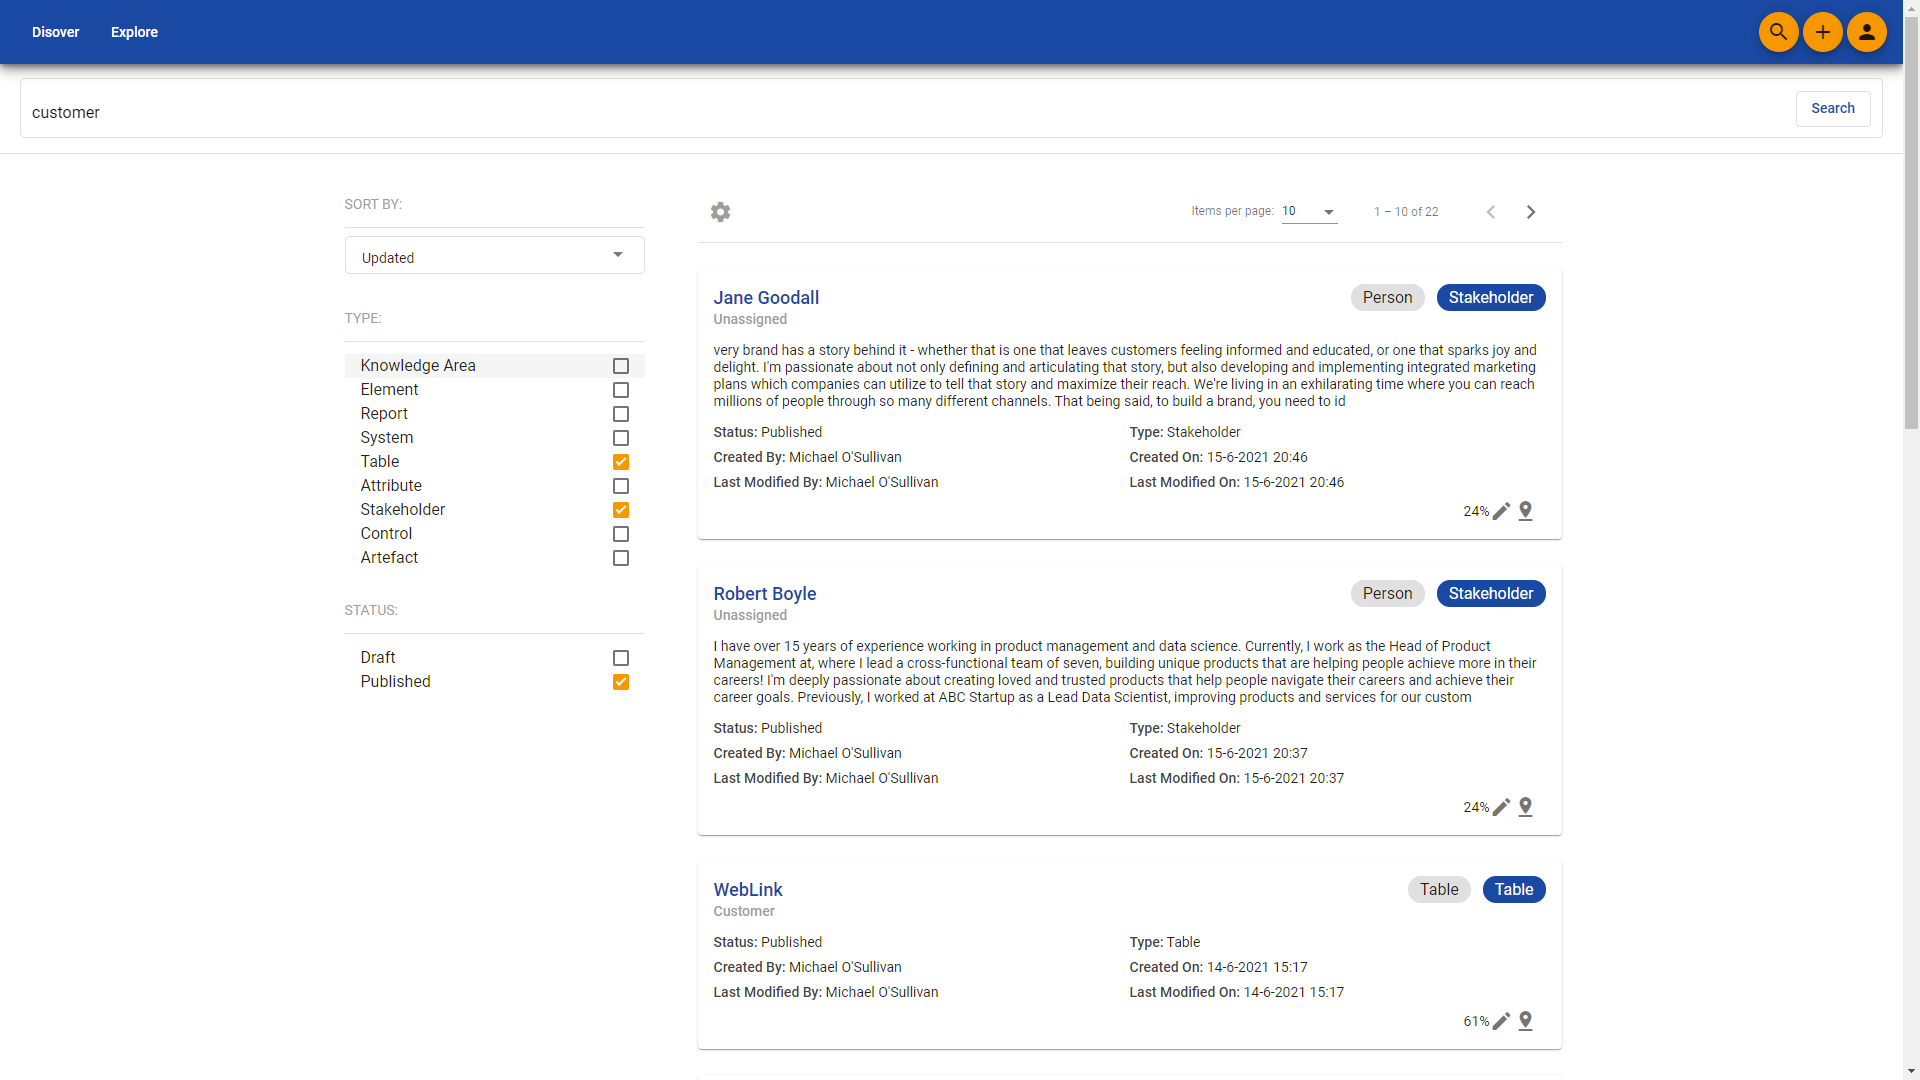 Disover Explore
customer
Search
SORT BY:
Updated
TYPE:
Knowledge Area
Element
Report
System
Table
Attribute
Stakeholder
Control
Artefact
STATUS:
Draft
Published
Items per page: 10 1 – 10 of 22
Jane Goodall Person Stakeholder
Unassigned
very brand has a story behind it - whether that is one that leaves customers feeling informed and educated, or one that sparks joy and
delight. I'm passionate about not only defining and articulating that story, but also developing and implementing integrated marketing
plans which companies can utilize to tell that story and maximize their reach. We're living in an exhilarating time where you can reach
millions of people through so many different channels. That being said, to build a brand, you need to id
Status: Published Type: Stakeholder
Created By: Michael O'Sullivan Created On: 15-6-2021 20:46
Last Modified By: Michael O'Sullivan Last Modified On: 15-6-2021 20:46
24%
Robert Boyle Person Stakeholder
Unassigned
I have over 15 years of experience working in product management and data science. Currently, I work as the Head of Product
Management at, where I lead a cross-functional team of seven, building unique products that are helping people achieve more in their
careers! I'm deeply passionate about creating loved and trusted products that help people navigate their careers and achieve their
career goals. Previously, I worked at ABC Startup as a Lead Data Scientist, improving products and services for our custom
Status: Published Type: Stakeholder
Created By: Michael O'Sullivan Created On: 15-6-2021 20:37
Last Modified By: Michael O'Sullivan Last Modified On: 15-6-2021 20:37
24%
WebLink Table Table
Customer
Status: Published Type: Table
Created By: Michael O'Sullivan Created On: 14-6-2021 15:17
Last Modified By: Michael O'Sullivan Last Modified On: 14-6-2021 15:17
61%